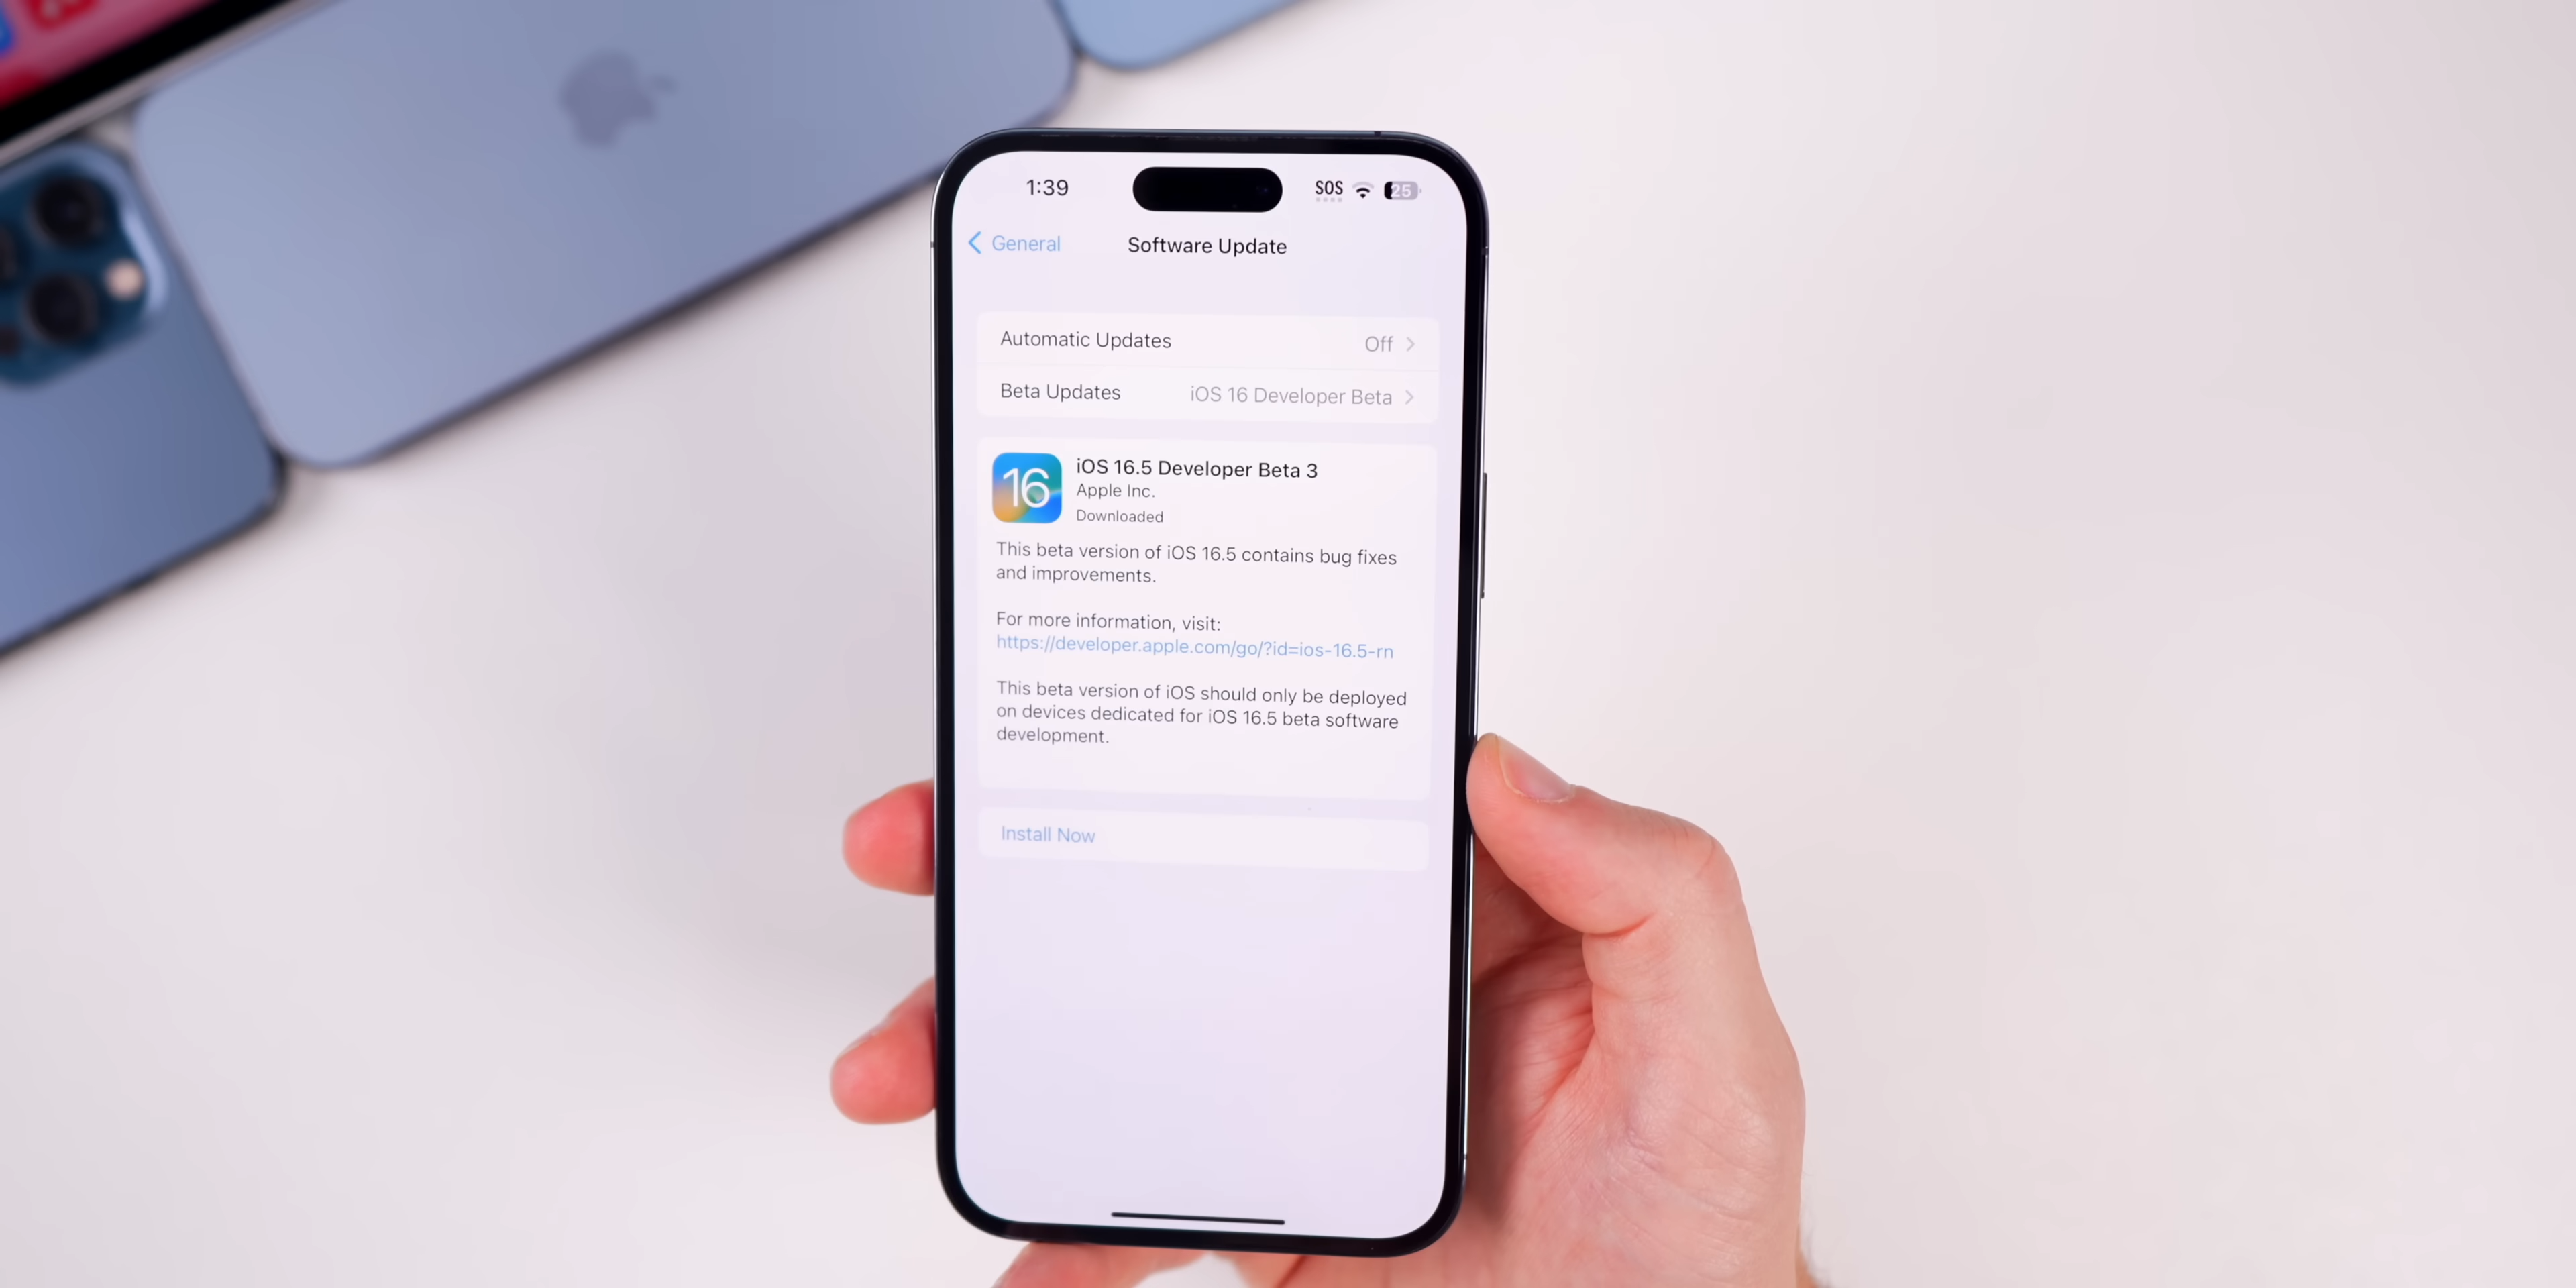 1:39 SOS 25
General Software Update
Automatic Updates Off
Beta Updates iOS 16 Developer Beta
16
iOS 16.5 Developer Beta 3
Apple Inc.
Downloaded
This beta version of iOS 16.5 contains bug fixes
and improvements.
For more information, visit:
https://developer.apple.com/go/?id=ios-16.5-rn
This beta version of iOS should only be deployed
on devices dedicated for iOS 16.5 beta software
development.
Install Now